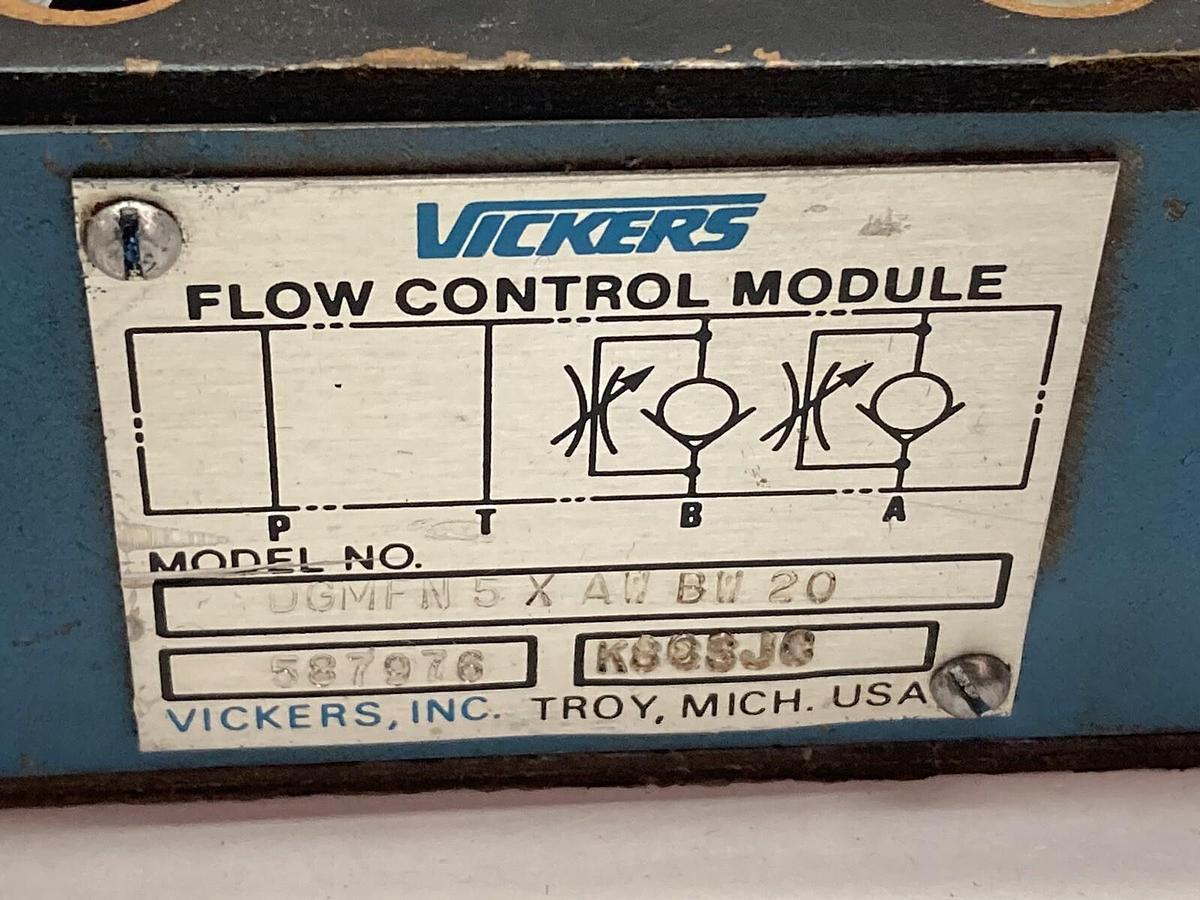 VICKERS
FLOW CONTROL MODULE
P T B A
MODEL NO.
DGMFN 5 X AW BW 20
587976
VICKERS, INC. TROY, MICH. USA